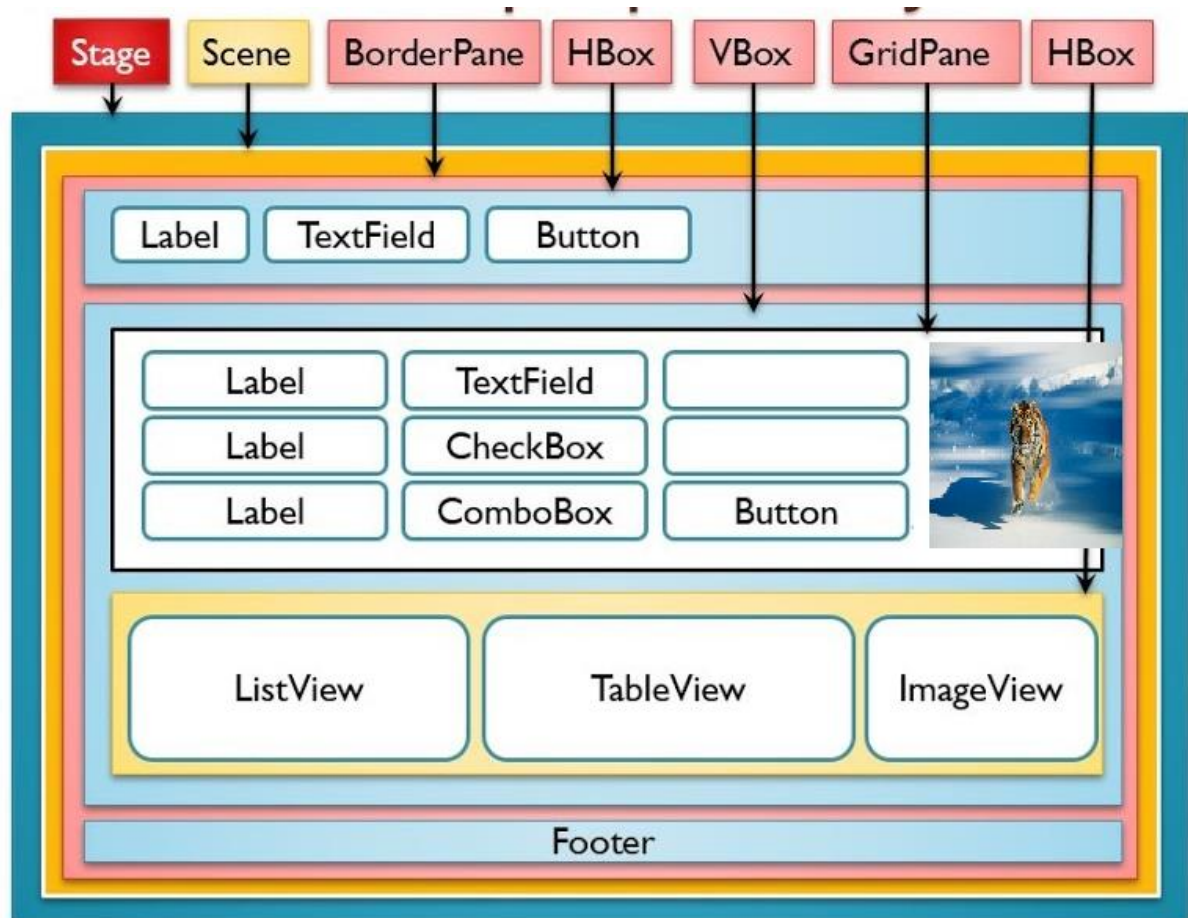 Stage Scene BorderPane HBox VBox GridPane HBox
Label TextField Button
Label TextField
Label CheckBox
Label ComboBox Button
ListView TableView ImageView
Footer